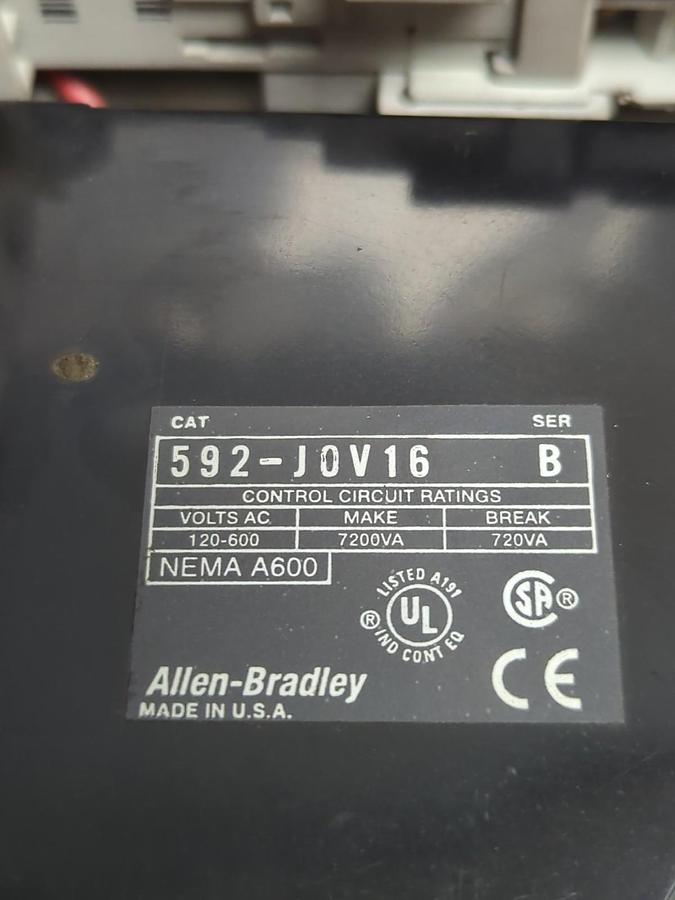 CAT SER
592-J0V16 B
CONTROL CIRCUIT RATINGS
VOLTS AC MAKE BREAK
120-600 7200VA 720VA
NEMA A600
LISTED A191
UL ®
IND CONT EQ
SA ®
CE
Allen-Bradley
MADE IN U.S.A.